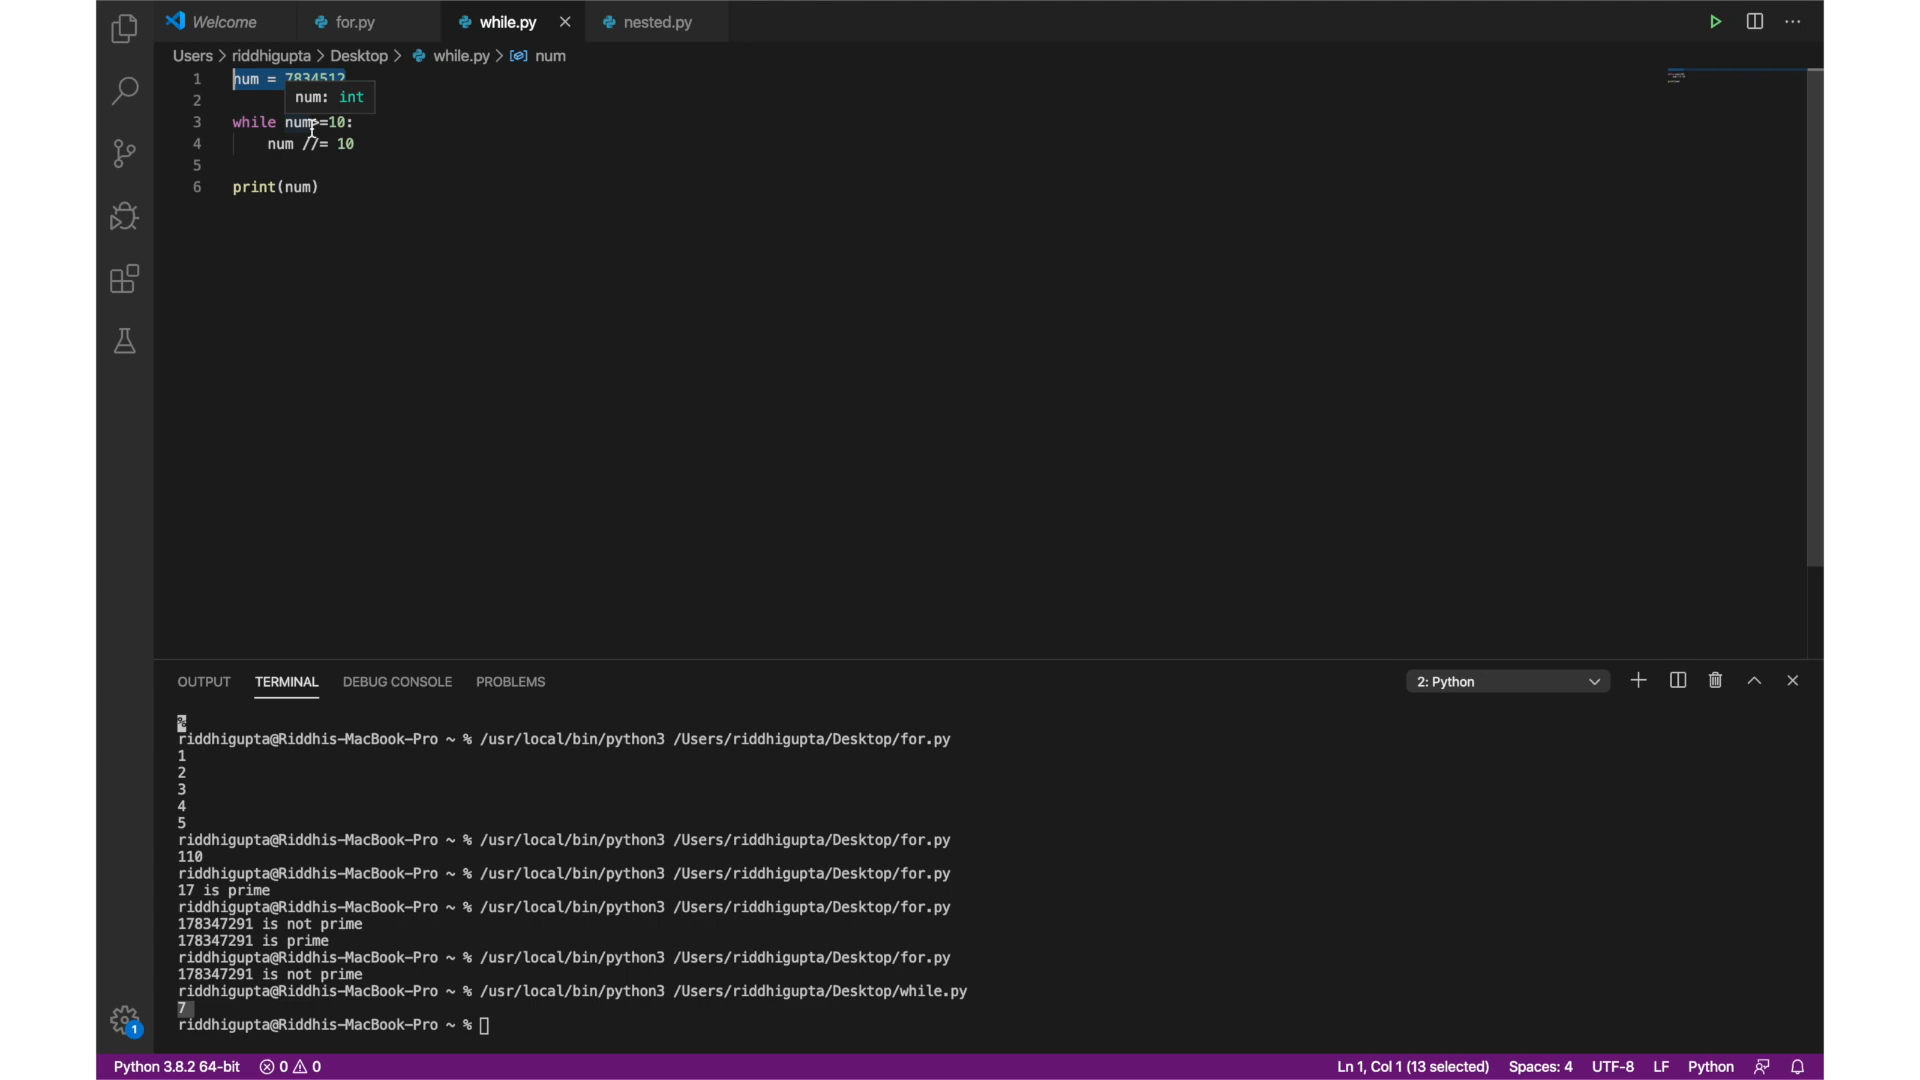 Welcome for.py while.py nested.py
Users > riddhigupta > Desktop > while.py > num
1 num = 7834512
num: int
2
3 while num>=10:
4 num //= 10
5
6 print(num)
OUTPUT TERMINAL DEBUG CONSOLE PROBLEMS 2: Python
%
riddhigupta@Riddhis-MacBook-Pro ~ % /usr/local/bin/python3 /Users/riddhigupta/Desktop/for.py
1
2
3
4
5
riddhigupta@Riddhis-MacBook-Pro ~ % /usr/local/bin/python3 /Users/riddhigupta/Desktop/for.py
110
riddhigupta@Riddhis-MacBook-Pro ~ % /usr/local/bin/python3 /Users/riddhigupta/Desktop/for.py
17 is prime
riddhigupta@Riddhis-MacBook-Pro ~ % /usr/local/bin/python3 /Users/riddhigupta/Desktop/for.py
178347291 is not prime
178347291 is prime
riddhigupta@Riddhis-MacBook-Pro ~ % /usr/local/bin/python3 /Users/riddhigupta/Desktop/for.py
178347291 is not prime
riddhigupta@Riddhis-MacBook-Pro ~ % /usr/local/bin/python3 /Users/riddhigupta/Desktop/while.py
7
riddhigupta@Riddhis-MacBook-Pro ~ %
1
Python 3.8.2 64-bit 0 0 Ln 1, Col 1 (13 selected) Spaces: 4 UTF-8 LF Python